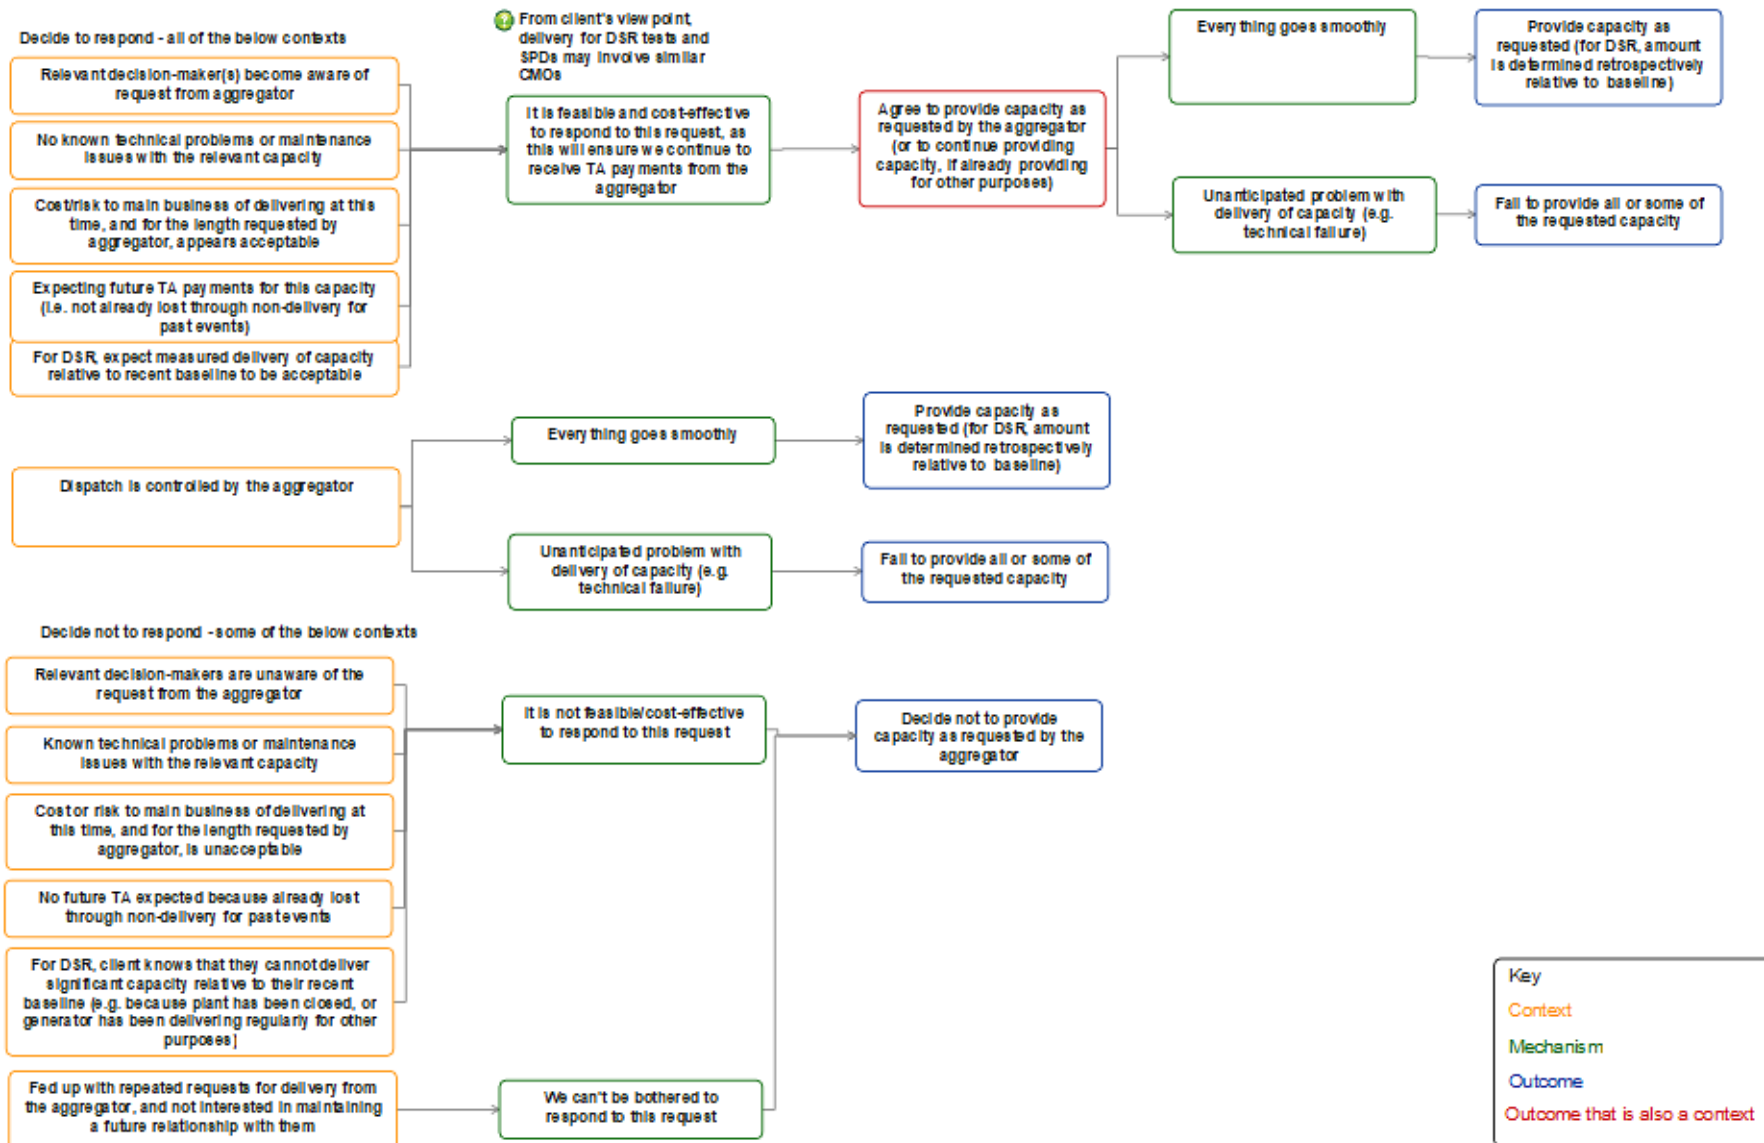 Decide to respond - all of the below contexts
Relevant decision-maker(s) become aware of
request from aggregator
No known technical problems or maintenance
issues with the relevant capacity
Cost/risk to main business of delivering at this
time, and for the length requested by
aggregator, appears acceptable
Expecting future TA payments for this capacity
(i.e. not already lost through non-delivery for
past events)
For DSR, expect measured delivery of capacity
relative to recent baseline to be acceptable
From client's view point,
delivery for DSR tests and
SPDs may involve similar
CMOs
It is feasible and cost-effective
to respond to this request, as
this will ensure we continue to
receive TA payments from the
aggregator
Agree to provide capacity as
requested by the aggregator
(or to continue providing
capacity, if already providing
for other purposes)
Everything goes smoothly
Provide capacity as
requested (for DSR, amount
is determined retrospectively
relative to baseline)
Unanticipated problem with
delivery of capacity (e.g.
technical failure)
Fail to provide all or some of
the requested capacity
Dispatch is controlled by the aggregator
Everything goes smoothly
Provide capacity as
requested (for DSR, amount
is determined retrospectively
relative to baseline)
Unanticipated problem with
delivery of capacity (e.g.
technical failure)
Fail to provide all or some of
the requested capacity
Decide not to respond - some of the below contexts
Relevant decision-makers are unaware of the
request from the aggregator
Known technical problems or maintenance
issues with the relevant capacity
Cost or risk to main business of delivering at
this time, and for the length requested by
aggregator, is unacceptable
No future TA expected because already lost
through non-delivery for past events
For DSR, client knows that they cannot deliver
significant capacity relative to their recent
baseline (e.g. because plant has been closed, or
generator has been delivering regularly for other
purposes)
Fed up with repeated requests for delivery from
the aggregator, and not interested in maintaining
a future relationship with them
It is not feasible/cost-effective
to respond to this request
We can't be bothered to
respond to this request
Decide not to provide
capacity as requested by the
aggregator
Key
Context
Mechanism
Outcome
Outcome that is also a context